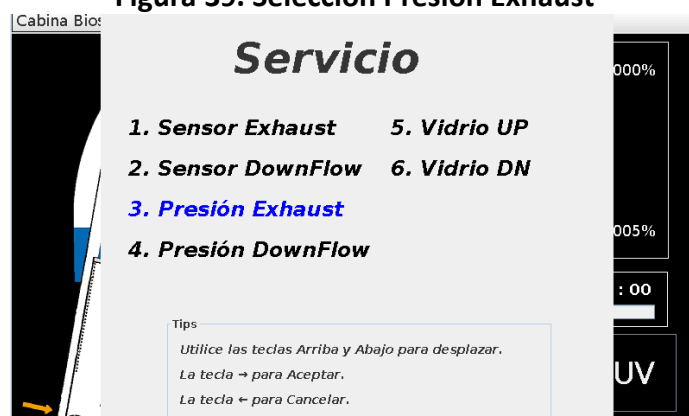 Figura 39. Selección Presión Exhaust
Cabina Bios
Servicio
000%
1. Sensor Exhaust
5. Vidrio UP
2. Sensor DownFlow
6. Vidrio DN
3. Presión Exhaust
005%
4. Presión DownFlow
: 00
Tips
Utilice las teclas Arriba y Abajo para desplazar.
La tecla → para Aceptar.
UV
La tecla ← para Cancelar.